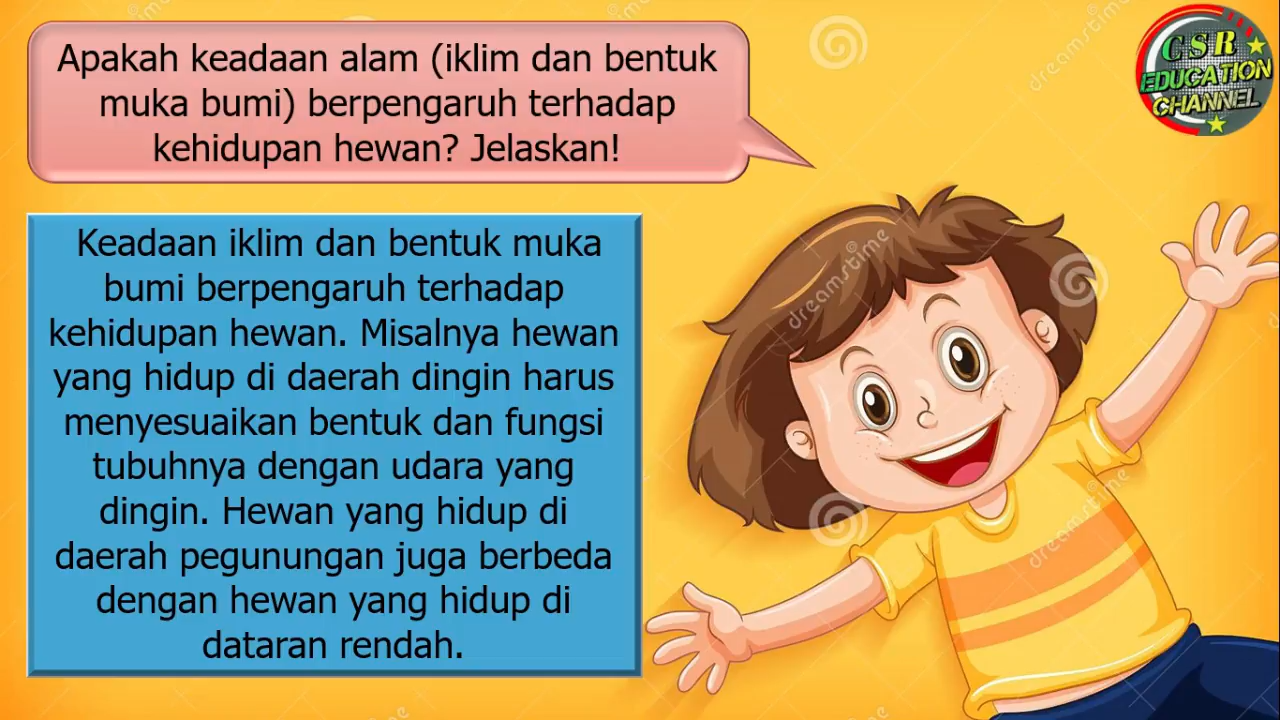 Apakah keadaan alam (iklim dan bentuk
muka bumi) berpengaruh terhadap
kehidupan hewan? Jelaskan!
CSR
EDUCATION
CHANNEL
Keadaan iklim dan bentuk muka
bumi berpengaruh terhadap
kehidupan hewan. Misalnya hewan
yang hidup di daerah dingin harus
menyesuaikan bentuk dan fungsi
tubuhnya dengan udara yang
dingin. Hewan yang hidup di
daerah pegunungan juga berbeda
dengan hewan yang hidup di
dataran rendah.
dreamstime
dreamstime
dreamstime